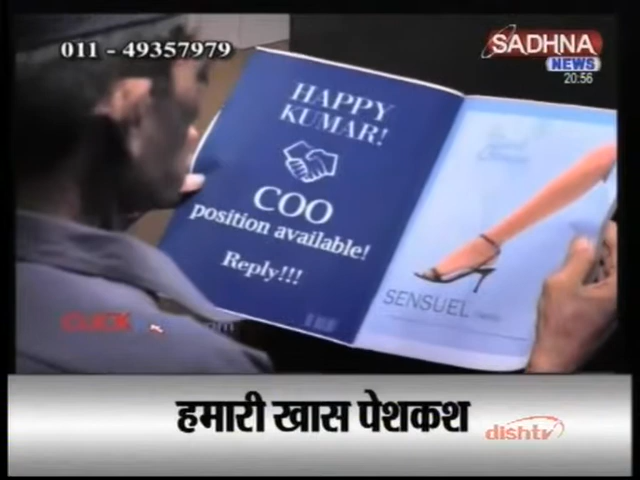 011 - 49357979
SADHNA
NEWS
20:56
HAPPY
KUMAR!
COO
position available!
Reply!!!
SENSUEL
CLICK
हमारी खास पेशकश
dishtv